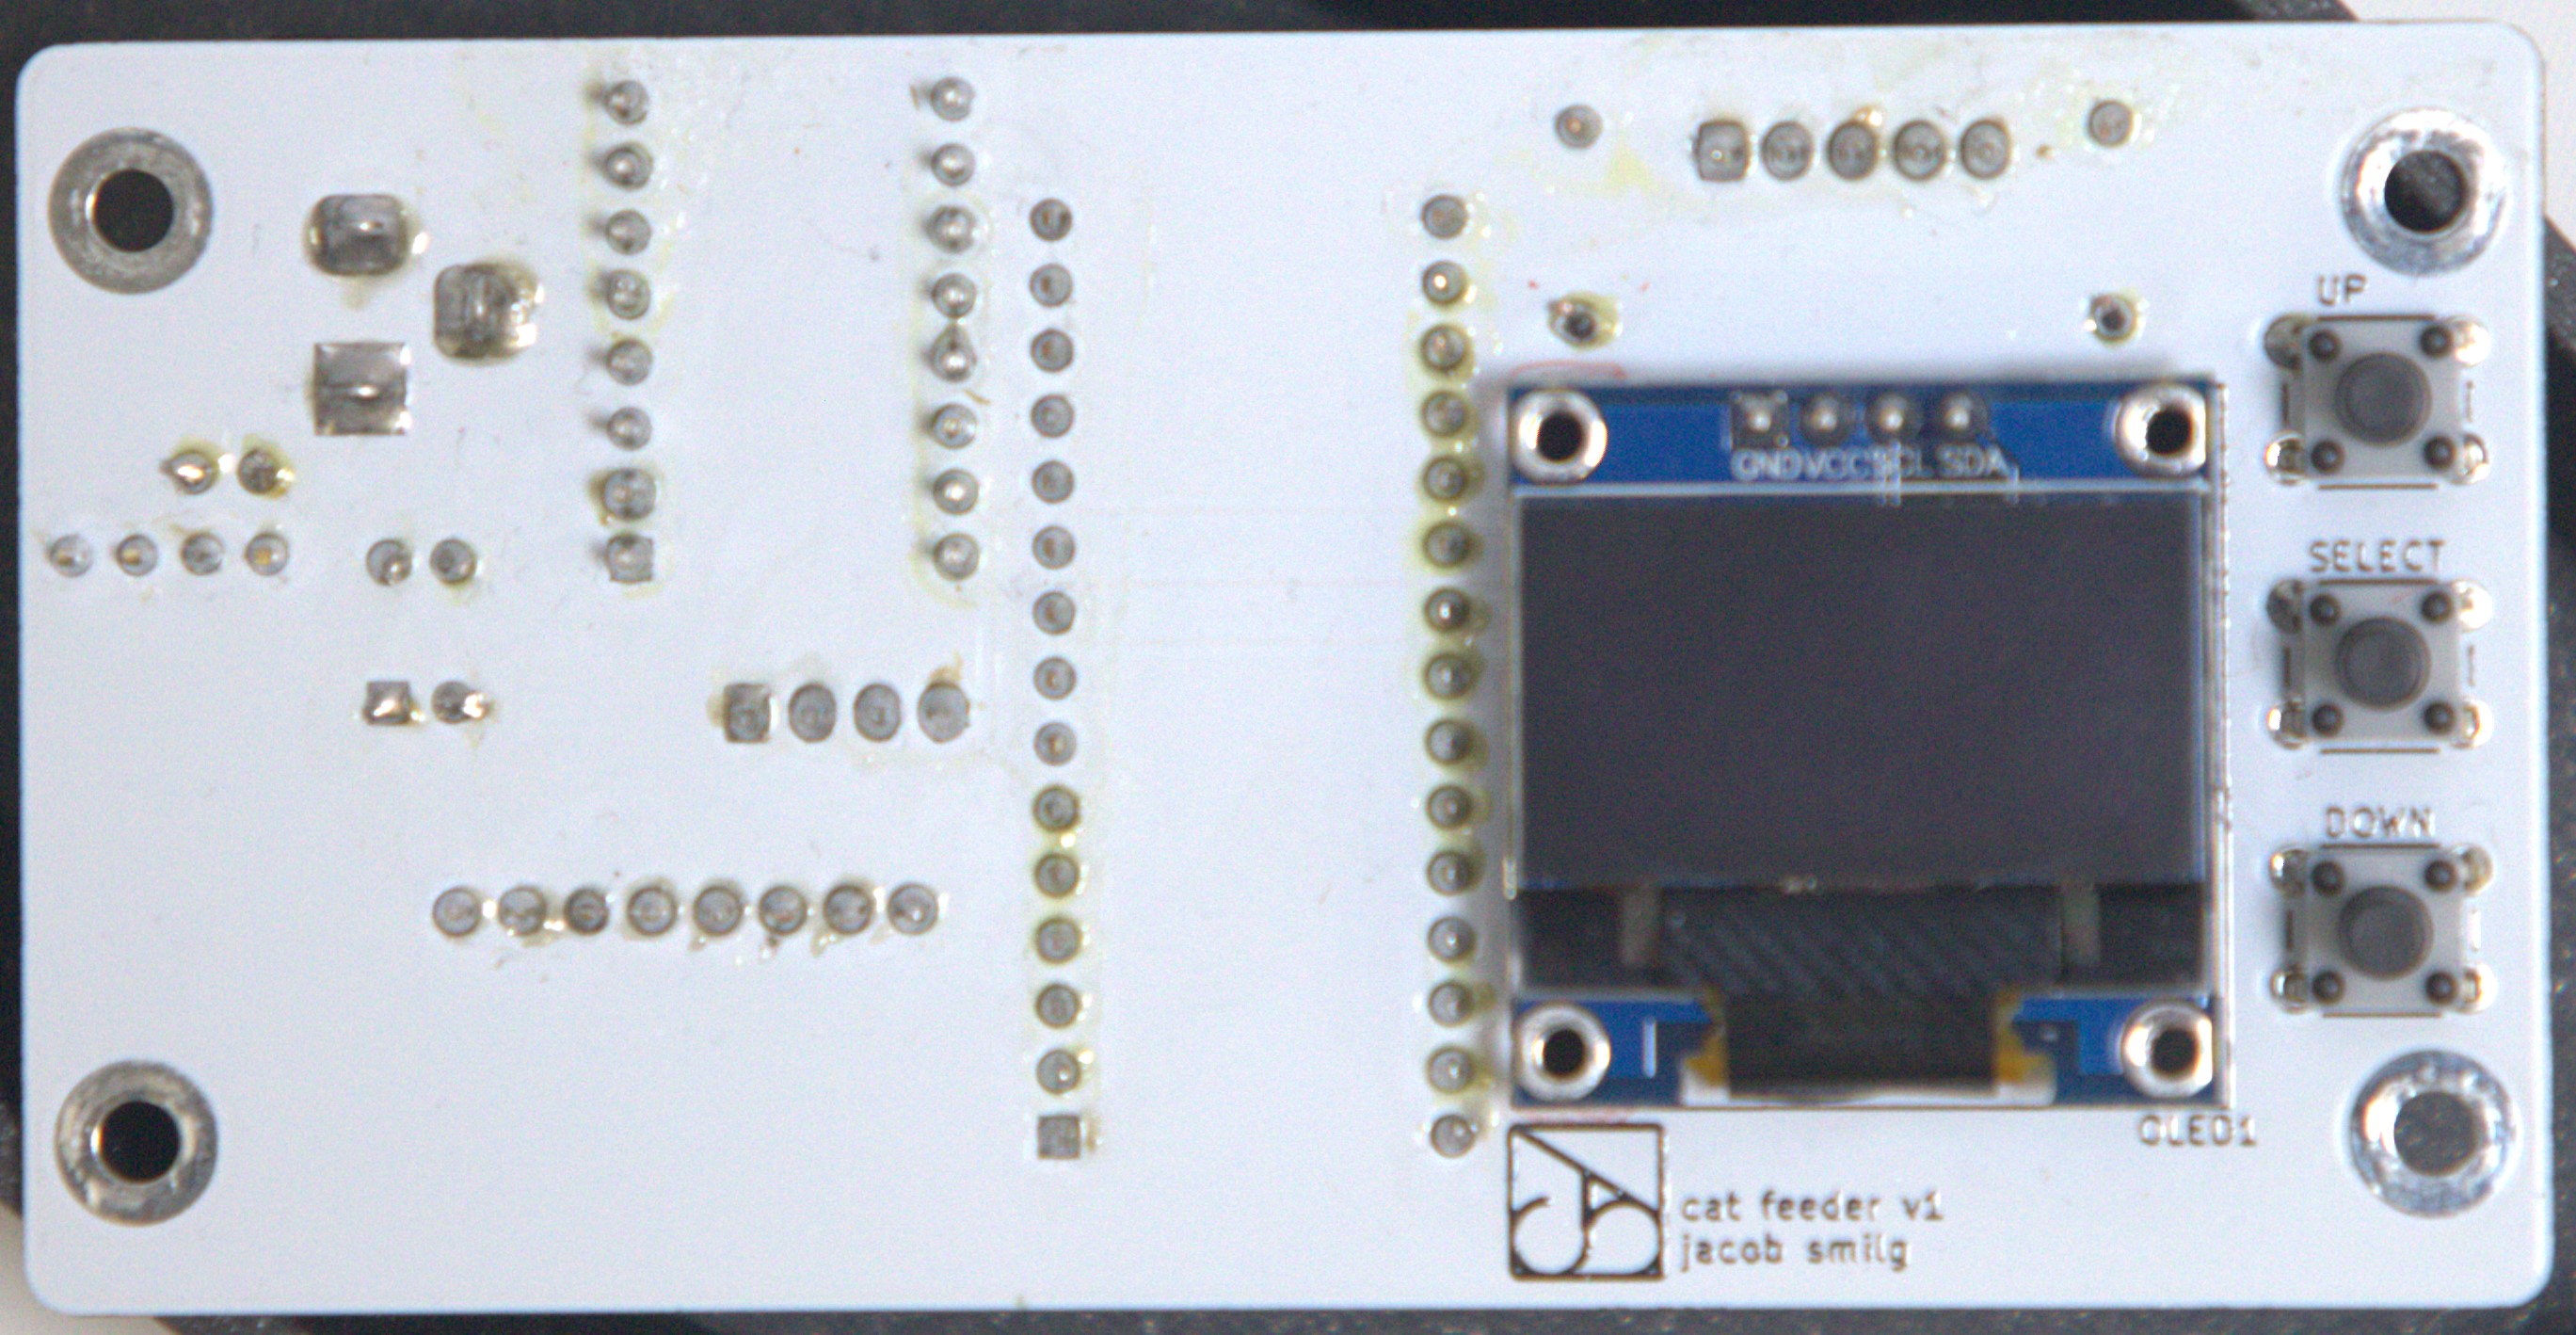 UP
GND VCC SCL SDA
SELECT
DOWN
OLED1
cat feeder v1
jacob smilg